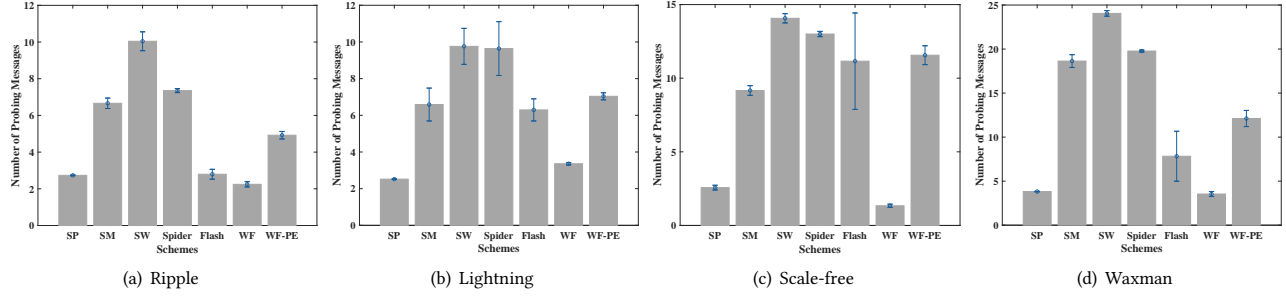 12
10
8
6
4
2
0
Number of Probing Messages
SP SM SW Spider Flash WF WF-PE
Schemes
(a) Ripple
12
10
8
6
4
2
0
Number of Probing Messages
SP SM SW Spider Flash WF WF-PE
Schemes
(b) Lightning
15
10
5
0
Number of Probing Messages
SP SM SW Spider Flash WF WF-PE
Schemes
(c) Scale-free
25
20
15
10
5
0
Number of Probing Messages
SP SM SW Spider Flash WF WF-PE
Schemes
(d) Waxman